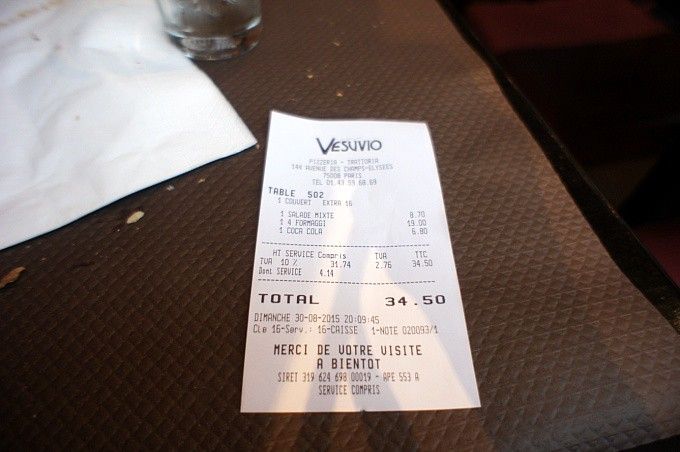 VESUVIO
PIZZERIA - TRATTORIA
144 AVENUE DES CHAMPS-ELYSEES
75008 PARIS
TEL 01.43.59.68.69
TABLE 502
1 COUVERT EXTRA 16
1 SALADE MIXTE 8.70
1 4 FORMAGGI 19.00
1 COCA COLA 6.80
HT SERVICE Compris TVA TTC
TVA 10 % 31.74 2.76 34.50
Dont SERVICE 4.14
TOTAL 34.50
DIMANCHE 30-08-2015 20:09:45
Cle 16-Serv.: 16-CAISSE 1-NOTE 020093/1
MERCI DE VOTRE VISITE
A BIENTOT
SIRET 319 624 698 00019 - APE 553 A
SERVICE COMPRIS